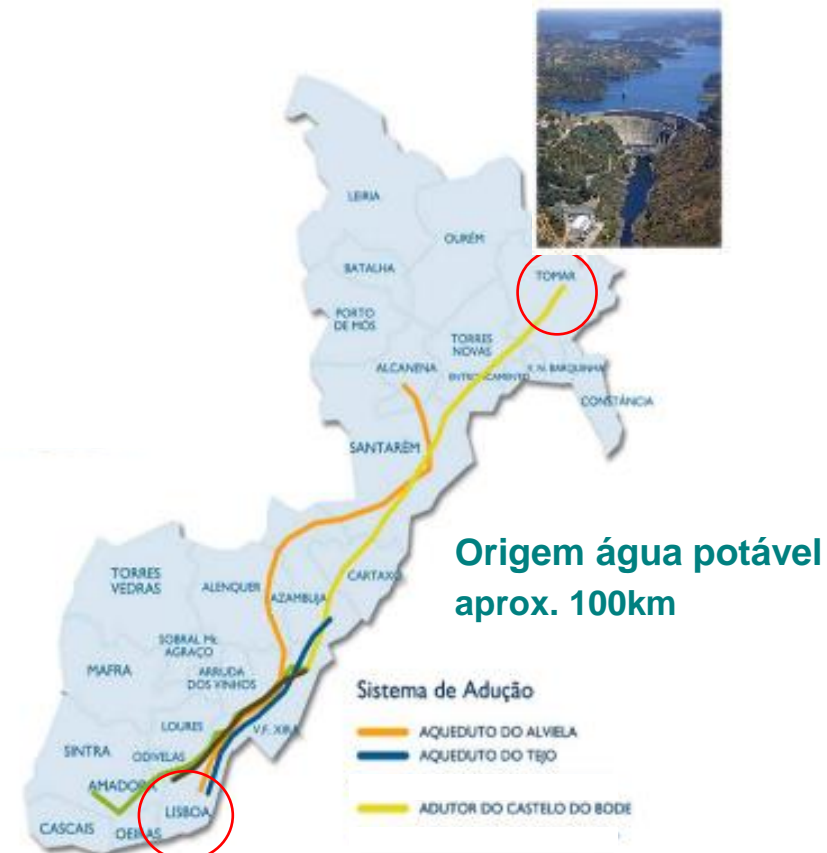 LEIRIA
OURÉM
BATALHA
TOMAR
PORTO
DE MÓS
TORRES
NOVAS
ALCANENA
V. N. BARQUINHA
ENTRONCAMENTO
CONSTÂNCIA
SANTARÉM
Origem água potável
aprox. 100km
TORRES
VEDRAS
ALENQUER
AZAMBUJA
CARTAXO
SOBRAL Mt.
AGRAÇO
MAFRA
ARRUDA
DOS VINHOS
Sistema de Adução
LOURES
V.F. XIRA
AQUEDUTO DO ALVIELA
SINTRA
ODIVELAS
AQUEDUTO DO TEJO
AMADORA
LISBOA
ADUTOR DO CASTELO DO BODE
CASCAIS
OEIRAS